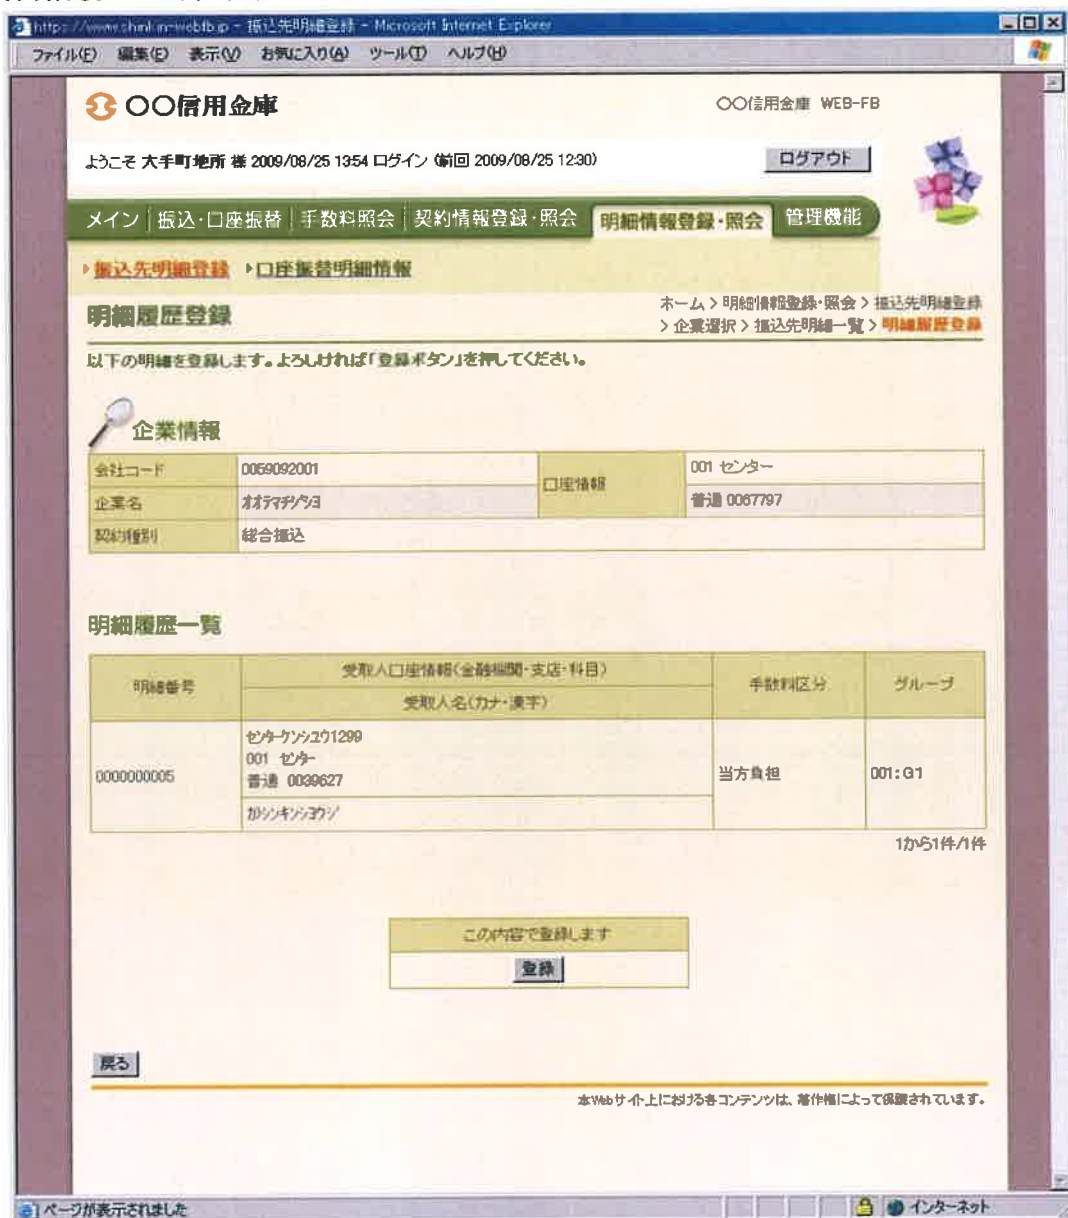 振込先明細登録 - Microsoft Internet Explorer
ファイル(F) 編集(E) 表示(V) お気に入り(A) ツール(T) ヘルプ(H)
〇〇信用金庫
〇〇信用金庫 WEB-FB
ようこそ 大手町地所 様 2009/08/25 13:54 ログイン (前回 2009/08/25 12:30)
ログアウト
メイン 振込・口座振替 手数料照会 契約情報登録・照会 明細情報登録・照会 管理機能
振込先明細登録 口座振替明細情報
明細履歴登録
ホーム > 明細情報登録・照会 > 振込先明細登録
> 企業選択 > 振込先明細一覧 > 明細履歴登録
以下の明細を登録します。よろしければ「登録ボタン」を押してください。
企業情報
会社コード 0059092001 口座情報 001 センター
企業名 オオテマチジシヨ 普通 0067797
契約種別 総合振込
明細履歴一覧
明細番号 受取人口座情報(金融機関・支店・科目) 手数料区分 グループ
受取人名(カナ・漢字)
センターケンシユウ1299
001 センター
0000000005 普通 0039627 当方負担 001:G1
カ)シンキンシヨウジ
1から1件/1件
この内容で登録します
登録
戻る
本Webサイト上における各コンテンツは、著作権によって保護されています。
ページが表示されました インターネット